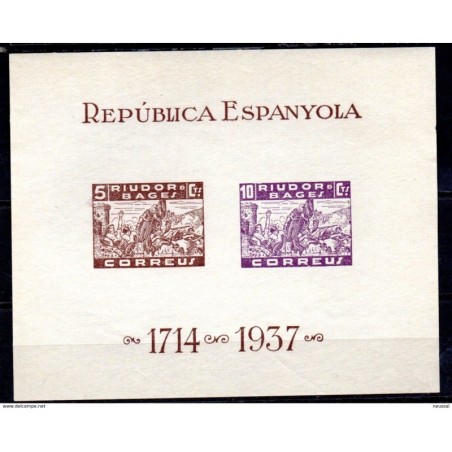 REPÚBLICA ESPANYOLA
5 RIUDOR D BAGES Cts
CORREUS
10 RIUDOR D BAGES Cts
CORREUS
1714 1937
www.delcampe.net
neussal